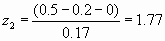 z₂ = (0.5 − 0.2 − 0) / 0.17 = 1.77